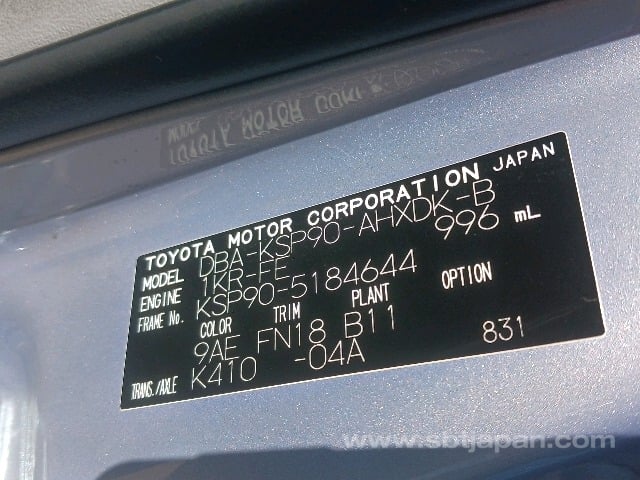 TOYOTA MOTOR CORPORATION JAPAN
MODEL DBA-KSP90-AHXDK-B
ENGINE 1KR-FE 996 mL
FRAME No. KSP90-5184644
COLOR TRIM PLANT OPTION
9AE FN18 B11
TRANS./AXLE K410 -04A 831
www.sbtjapan.com